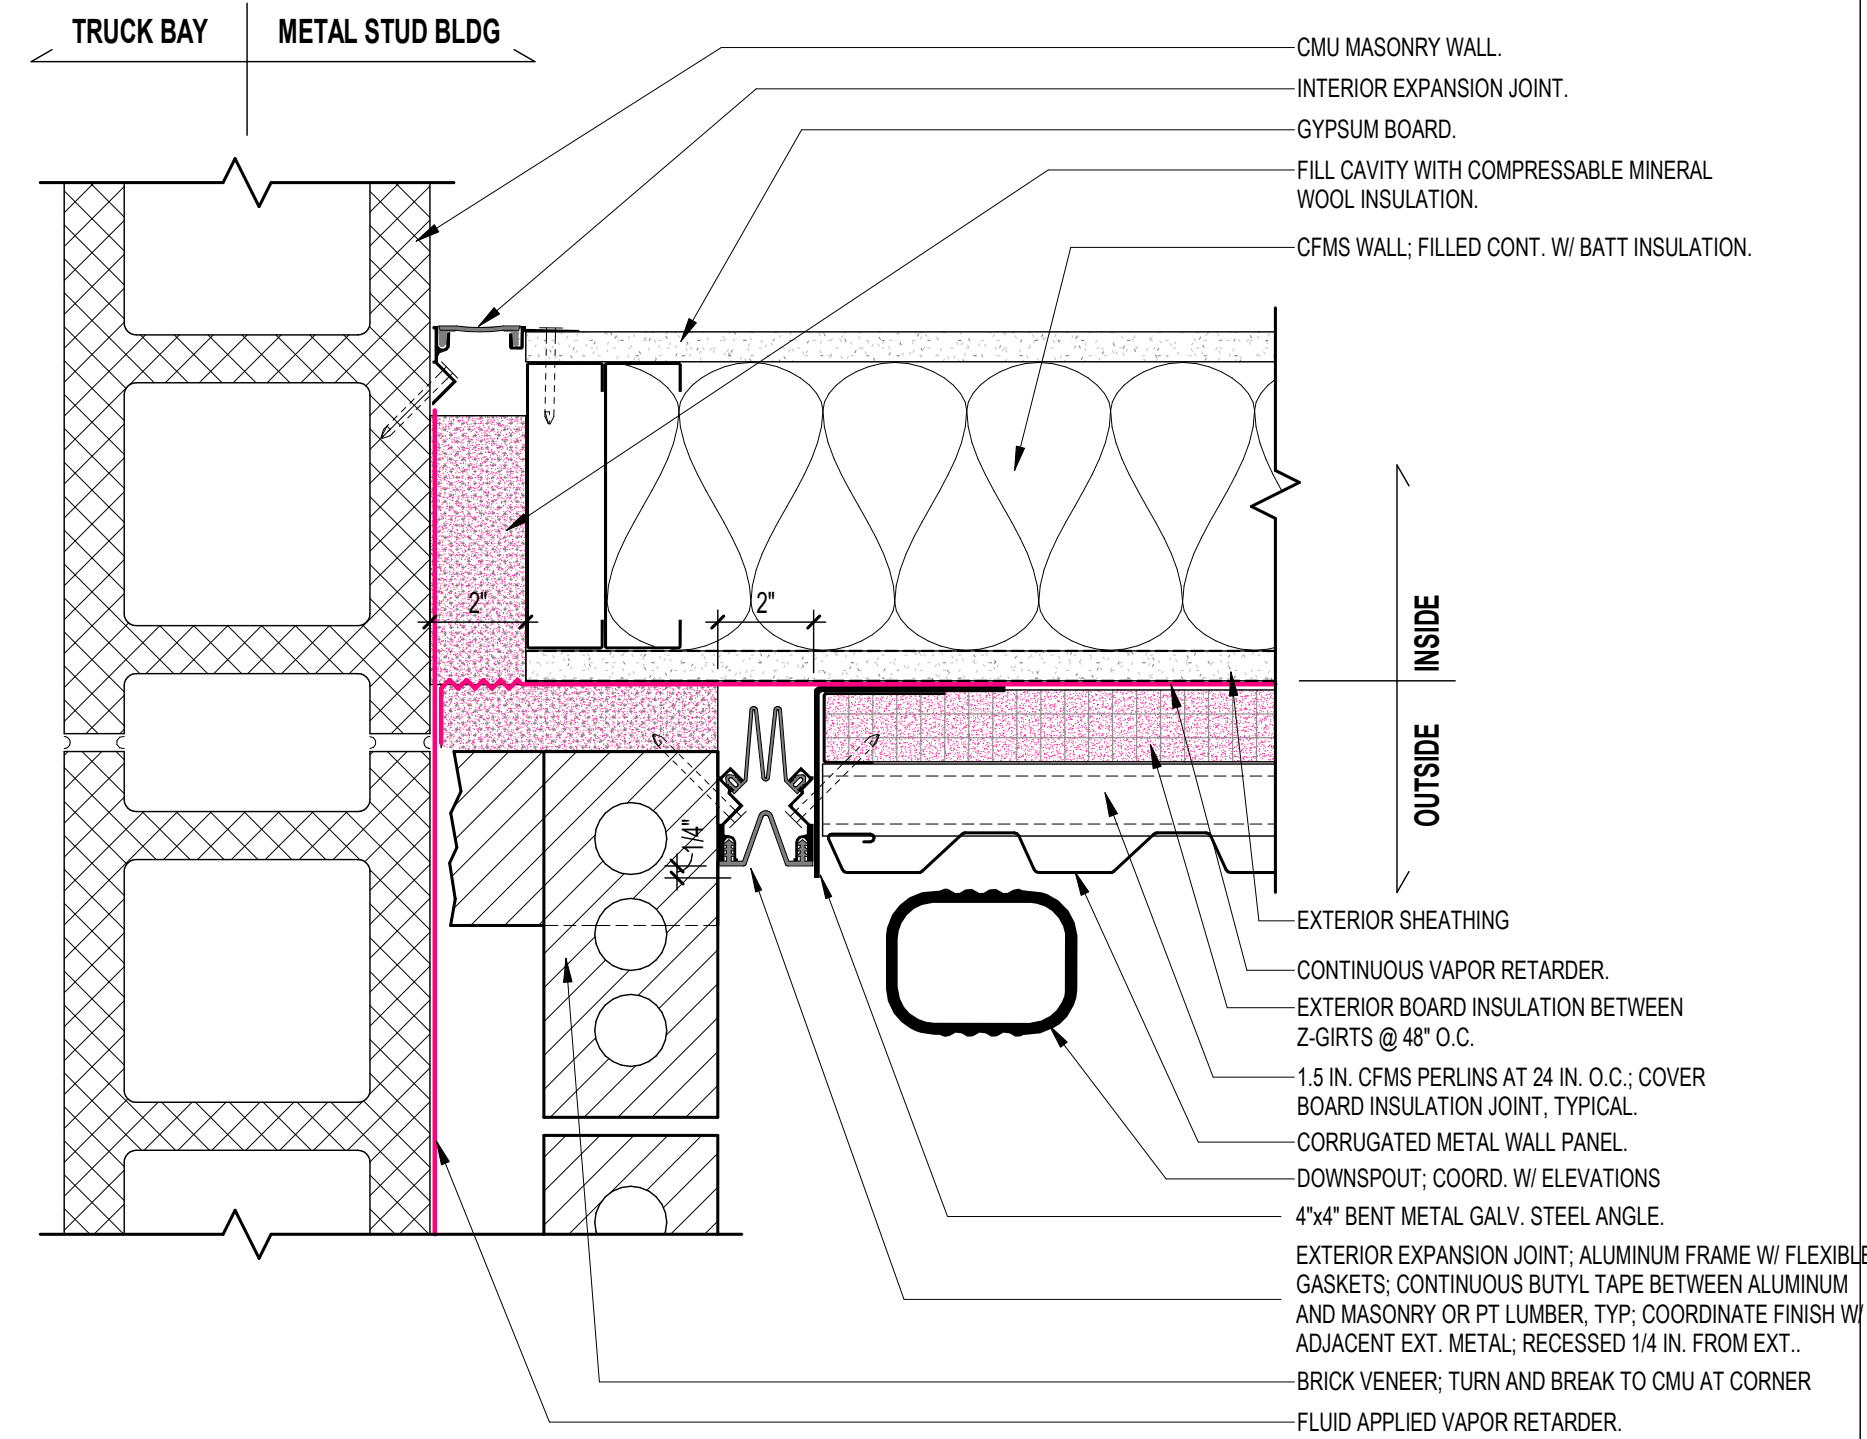 TRUCK BAY
METAL STUD BLDG
CMU MASONRY WALL.
INTERIOR EXPANSION JOINT.
GYPSUM BOARD.
FILL CAVITY WITH COMPRESSABLE MINERAL
WOOL INSULATION.
CFMS WALL; FILLED CONT. W/ BATT INSULATION.
2"
2"
1/4"
INSIDE
OUTSIDE
EXTERIOR SHEATHING
CONTINUOUS VAPOR RETARDER.
EXTERIOR BOARD INSULATION BETWEEN
Z-GIRTS @ 48" O.C.
1.5 IN. CFMS PERLINS AT 24 IN. O.C.; COVER
BOARD INSULATION JOINT, TYPICAL.
CORRUGATED METAL WALL PANEL.
DOWNSPOUT; COORD. W/ ELEVATIONS
4"x4" BENT METAL GALV. STEEL ANGLE.
EXTERIOR EXPANSION JOINT; ALUMINUM FRAME W/ FLEXIBLE
GASKETS; CONTINUOUS BUTYL TAPE BETWEEN ALUMINUM
AND MASONRY OR PT LUMBER, TYP; COORDINATE FINISH W/
ADJACENT EXT. METAL; RECESSED 1/4 IN. FROM EXT..
BRICK VENEER; TURN AND BREAK TO CMU AT CORNER
FLUID APPLIED VAPOR RETARDER.